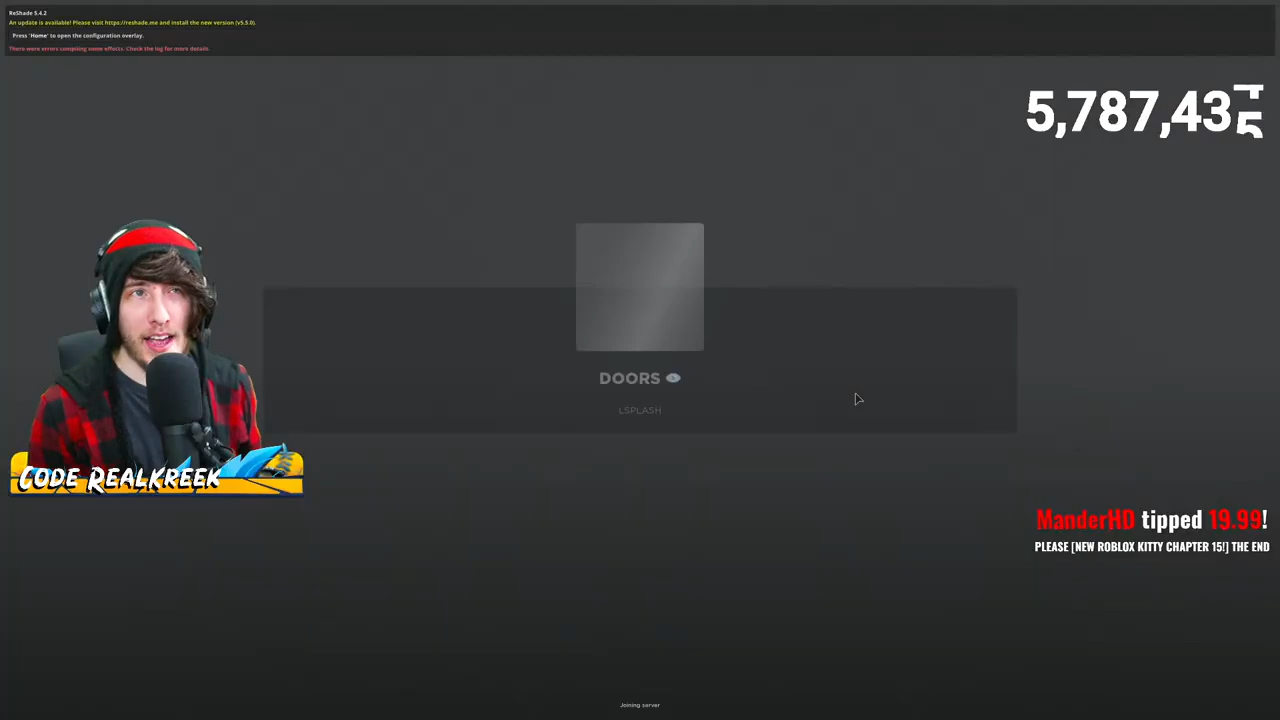 ReShade 5.4.2
An update is available! Please visit https://reshade.me and install the new version (v5.5.0).
Press 'Home' to open the configuration overlay.
There were errors compiling some effects. Check the log for more details.
5,787,43
DOORS
LSPLASH
CODE REALKREEK
ManderHD tipped 19.99!
PLEASE [NEW ROBLOX KITTY CHAPTER 15!] THE END
Joining server